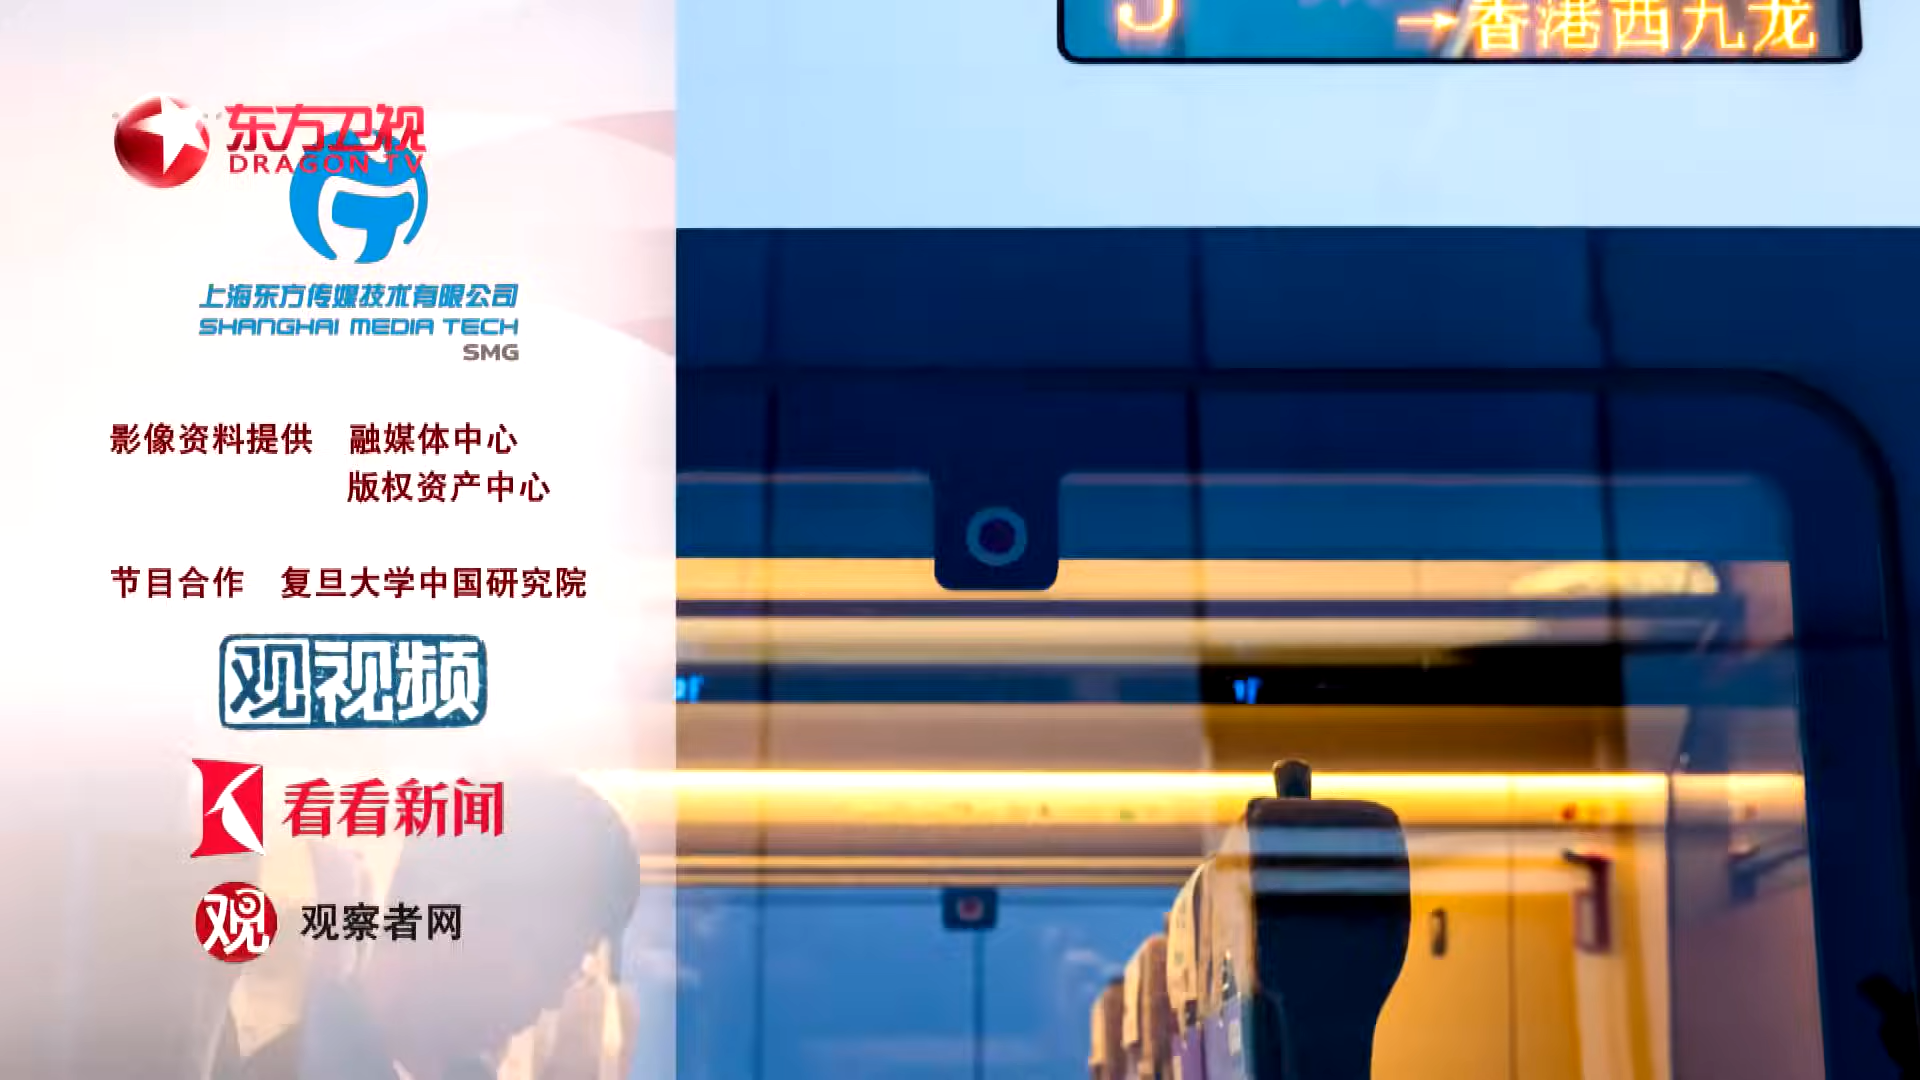 →香港西九龙
东方卫视
DRAGON TV
上海东方传媒技术有限公司
SHANGHAI MEDIA TECH
SMG
影像资料提供 融媒体中心
版权资产中心
节目合作 复旦大学中国研究院
观视频
看看新闻
观 观察者网